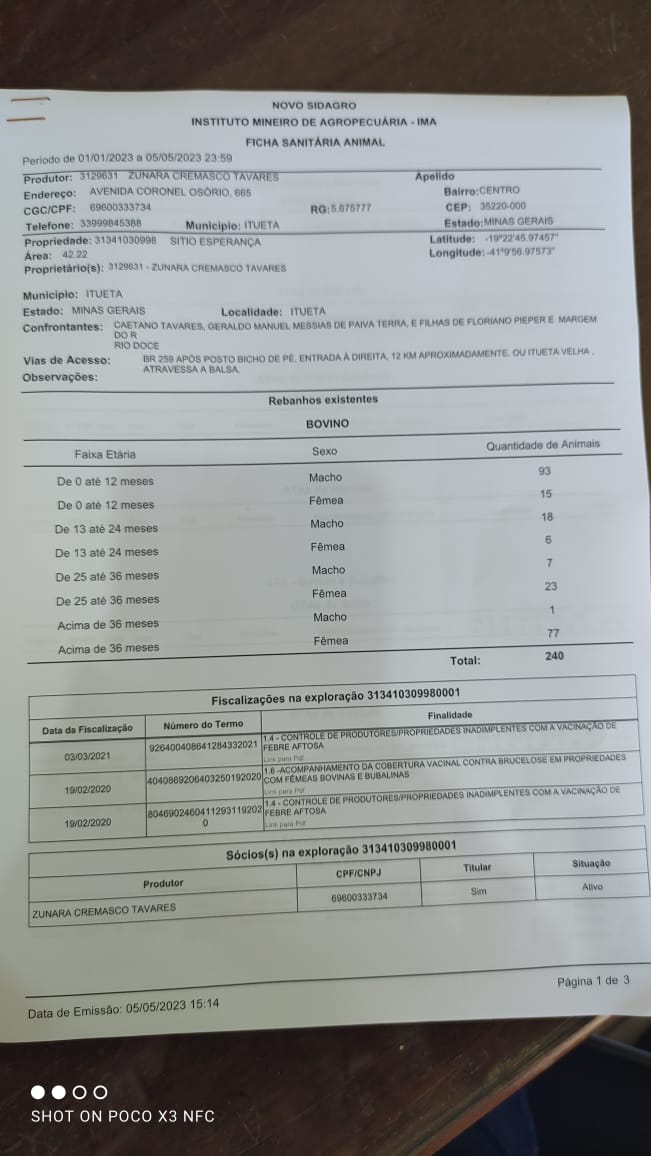 NOVO SIDAGRO
INSTITUTO MINEIRO DE AGROPECUÁRIA - IMA
FICHA SANITÁRIA ANIMAL
Periodo de 01/01/2023 a 05/05/2023 23:59
Produtor: 3129631 ZUNARA CREMASCO TAVARES Apelido
Endereço: AVENIDA CORONEL OSÓRIO, 665 Bairro: CENTRO
CGC/CPF: 69600333734 RG: 5.675777 CEP: 35220-000
Telefone: 33999845388 Municipio: ITUETA Estado: MINAS GERAIS
Propriedade: 31341030998 SITIO ESPERANÇA Latitude: -19º22'45.97457"
Área: 42.22 Longitude: -41º9'56.97573"
Proprietário(s): 3129631 - ZUNARA CREMASCO TAVARES
Municipio: ITUETA
Estado: MINAS GERAIS Localidade: ITUETA
Confrontantes: CAETANO TAVARES, GERALDO MANUEL MESSIAS DE PAIVA TERRA, E FILHAS DE FLORIANO PIEPER E MARGEM
DO R
RIO DOCE
Vias de Acesso: BR 259 APÓS POSTO BICHO DE PÉ, ENTRADA À DIREITA, 12 KM APROXIMADAMENTE. OU ITUETA VELHA ,
ATRAVESSA A BALSA.
Observações:
Rebanhos existentes
BOVINO
Faixa Etária Sexo Quantidade de Animais
De 0 até 12 meses Macho 93
De 0 até 12 meses Fêmea 15
De 13 até 24 meses Macho 18
De 13 até 24 meses Fêmea 6
De 25 até 36 meses Macho 7
De 25 até 36 meses Fêmea 23
Acima de 36 meses Macho 1
Acima de 36 meses Fêmea 77
Total: 240
Fiscalizações na exploração 313410309980001
Data da Fiscalização Número do Termo Finalidade
03/03/2021 926400408641284332021 1.4 - CONTROLE DE PRODUTORES/PROPRIEDADES INADIMPLENTES COM A VACINAÇÃO DE
FEBRE AFTOSA
Link para Pdf
19/02/2020 4040869206403250192020 1.6 -ACOMPANHAMENTO DA COBERTURA VACINAL CONTRA BRUCELOSE EM PROPRIEDADES
COM FÊMEAS BOVINAS E BUBALINAS
Link para Pdf
19/02/2020 8046902460411293119202 1.4 - CONTROLE DE PRODUTORES/PROPRIEDADES INADIMPLENTES COM A VACINAÇÃO DE
0 FEBRE AFTOSA
Link para Pdf
Sócios(s) na exploração 313410309980001
Produtor CPF/CNPJ Titular Situação
ZUNARA CREMASCO TAVARES 69600333734 Sim Ativo
Data de Emissão: 05/05/2023 15:14 Página 1 de 3
SHOT ON POCO X3 NFC